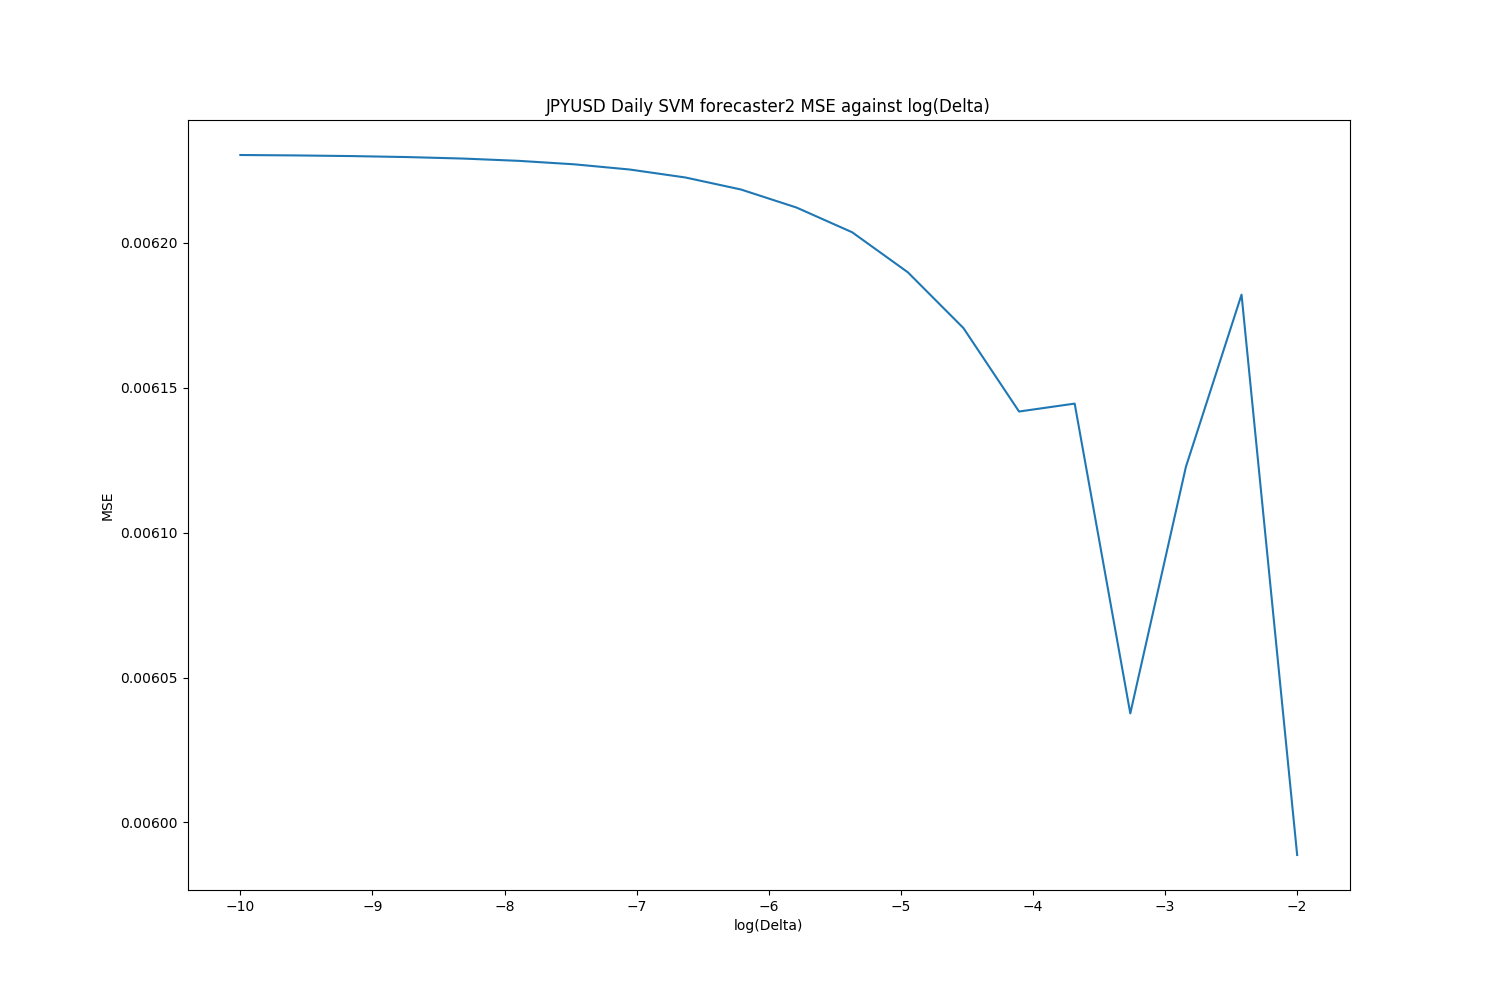 JPYUSD Daily SVM forecaster2 MSE against log(Delta)
MSE
0.00620
0.00615
0.00610
0.00605
0.00600
−10 −9 −8 −7 −6 −5 −4 −3 −2
log(Delta)